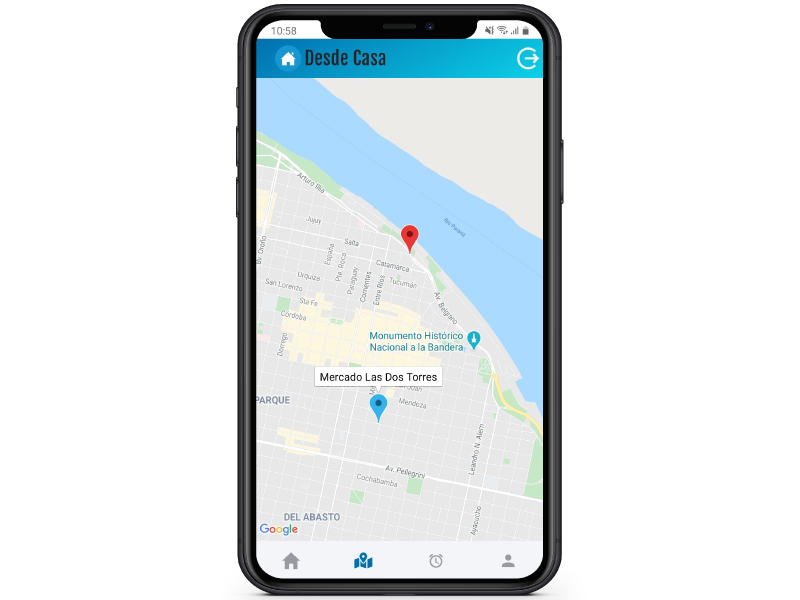 10:58
Desde Casa
Arturo Illia
Jujuy
Río Paraná
Bv. Oroño
Salta
España
Pte. Roca
Catamarca
Urquiza
Paraguay
Tucumán
San Lorenzo
Corrientes
Entre Ríos
Sta Fe
Av. Belgrano
Córdoba
Dorrego
Monumento Histórico
Nacional a la Bandera
Mercado Las Dos Torres
PARQUE
Mendoza
Leandro N. Alem
Av. Pellegrini
Cochabamba
Ayacucho
DEL ABASTO
Google